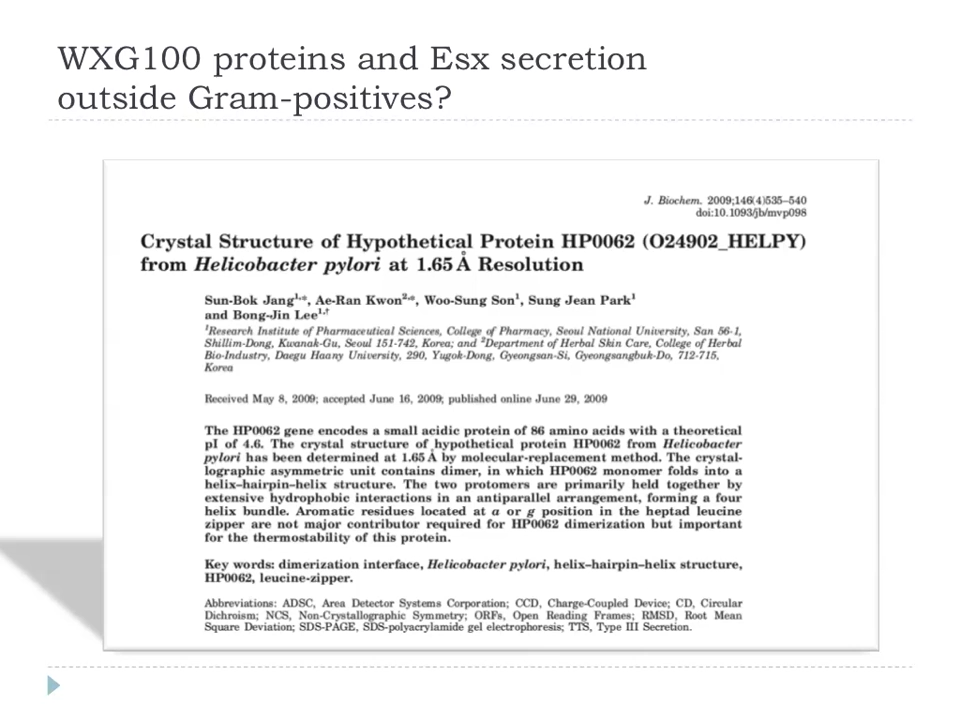 WXG100 proteins and Esx secretion
outside Gram-positives?
J. Biochem. 2009;146(4)535–540
doi:10.1093/jb/mvp098
Crystal Structure of Hypothetical Protein HP0062 (O24902_HELPY)
from Helicobacter pylori at 1.65 Å Resolution
Sun-Bok Jang1,*, Ae-Ran Kwon2,*, Woo-Sung Son1, Sung Jean Park1
and Bong-Jin Lee1,†
1Research Institute of Pharmaceutical Sciences, College of Pharmacy, Seoul National University, San 56-1,
Shillim-Dong, Kwanak-Gu, Seoul 151-742, Korea; and 2Department of Herbal Skin Care, College of Herbal
Bio-Industry, Daegu Haany University, 290, Yugok-Dong, Gyeongsan-Si, Gyeongsangbuk-Do, 712-715,
Korea
Received May 8, 2009; accepted June 16, 2009; published online June 29, 2009
The HP0062 gene encodes a small acidic protein of 86 amino acids with a theoretical
pI of 4.6. The crystal structure of hypothetical protein HP0062 from Helicobacter
pylori has been determined at 1.65 Å by molecular-replacement method. The crystal-
lographic asymmetric unit contains dimer, in which HP0062 monomer folds into a
helix–hairpin–helix structure. The two protomers are primarily held together by
extensive hydrophobic interactions in an antiparallel arrangement, forming a four
helix bundle. Aromatic residues located at a or g position in the heptad leucine
zipper are not major contributor required for HP0062 dimerization but important
for the thermostability of this protein.
Key words: dimerization interface, Helicobacter pylori, helix–hairpin–helix structure,
HP0062, leucine-zipper.
Abbreviations: ADSC, Area Detector Systems Corporation; CCD, Charge-Coupled Device; CD, Circular
Dichroism; NCS, Non-Crystallographic Symmetry; ORFs, Open Reading Frames; RMSD, Root Mean
Square Deviation; SDS-PAGE, SDS-polyacrylamide gel electrophoresis; TTS, Type III Secretion.